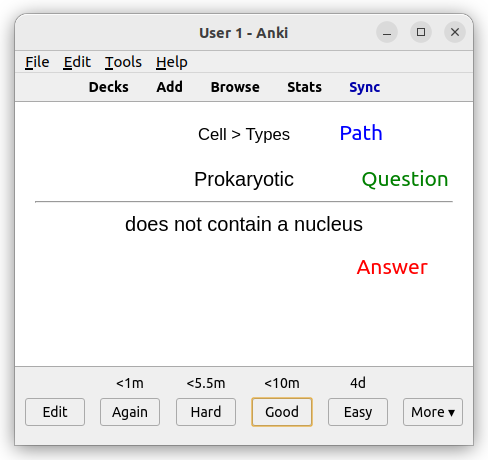 User 1 - Anki
File Edit Tools Help
Decks Add Browse Stats Sync
Cell > Types Path
Prokaryotic Question
does not contain a nucleus
Answer
<1m <5.5m <10m 4d
Edit Again Hard Good Easy More ▾